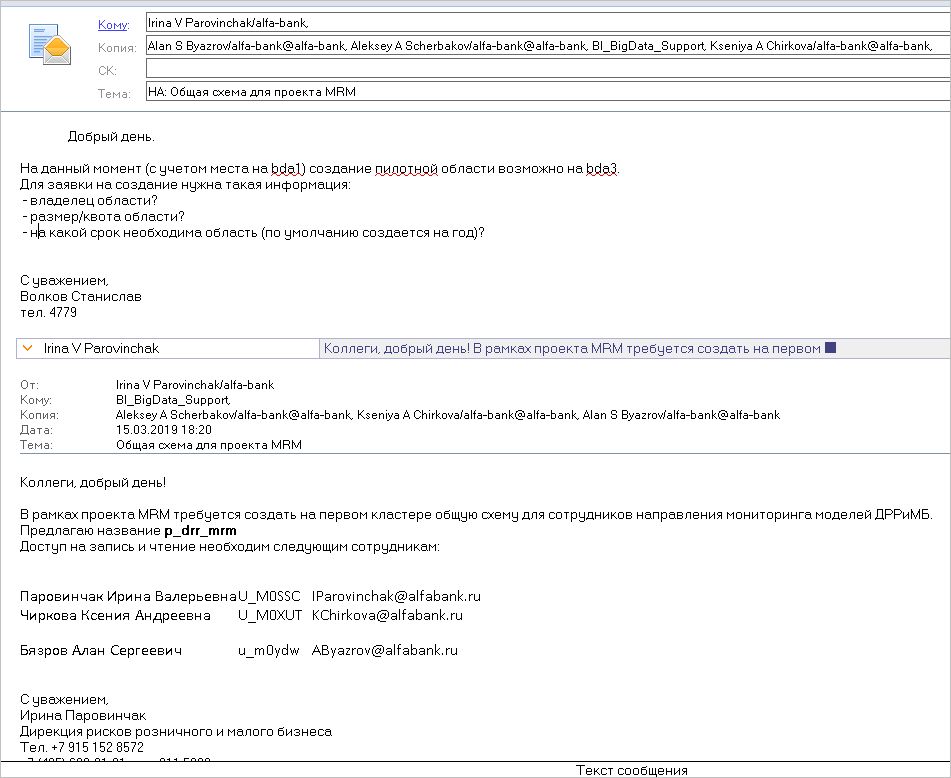 Кому: Irina V Parovinchak/alfa-bank,
Копия: Alan S Byazrov/alfa-bank@alfa-bank, Aleksey A Scherbakov/alfa-bank@alfa-bank, BI_BigData_Support, Kseniya A Chirkova/alfa-bank@alfa-bank,
СК:
Тема: НА: Общая схема для проекта MRM
Добрый день.
На данный момент (с учетом места на bda1) создание пилотной области возможно на bda3.
Для заявки на создание нужна такая информация:
- владелец области?
- размер/квота области?
- на какой срок необходима область (по умолчанию создается на год)?
С уважением,
Волков Станислав
тел. 4779
Irina V Parovinchak Коллеги, добрый день! В рамках проекта MRM требуется создать на первом
От: Irina V Parovinchak/alfa-bank
Кому: BI_BigData_Support,
Копия: Aleksey A Scherbakov/alfa-bank@alfa-bank, Kseniya A Chirkova/alfa-bank@alfa-bank, Alan S Byazrov/alfa-bank@alfa-bank
Дата: 15.03.2019 18:20
Тема: Общая схема для проекта MRM
Коллеги, добрый день!
В рамках проекта MRM требуется создать на первом кластере общую схему для сотрудников направления мониторинга моделей ДРРиМБ.
Предлагаю название p_drr_mrm
Доступ на запись и чтение необходим следующим сотрудникам:
Паровинчак Ирина Валерьевна U_M0SSC IParovinchak@alfabank.ru
Чиркова Ксения Андреевна U_M0XUT KChirkova@alfabank.ru
Бязров Алан Сергеевич u_m0ydw AByazrov@alfabank.ru
С уважением,
Ирина Паровинчак
Дирекция рисков розничного и малого бизнеса
Тел. +7 915 152 8572
Текст сообщения